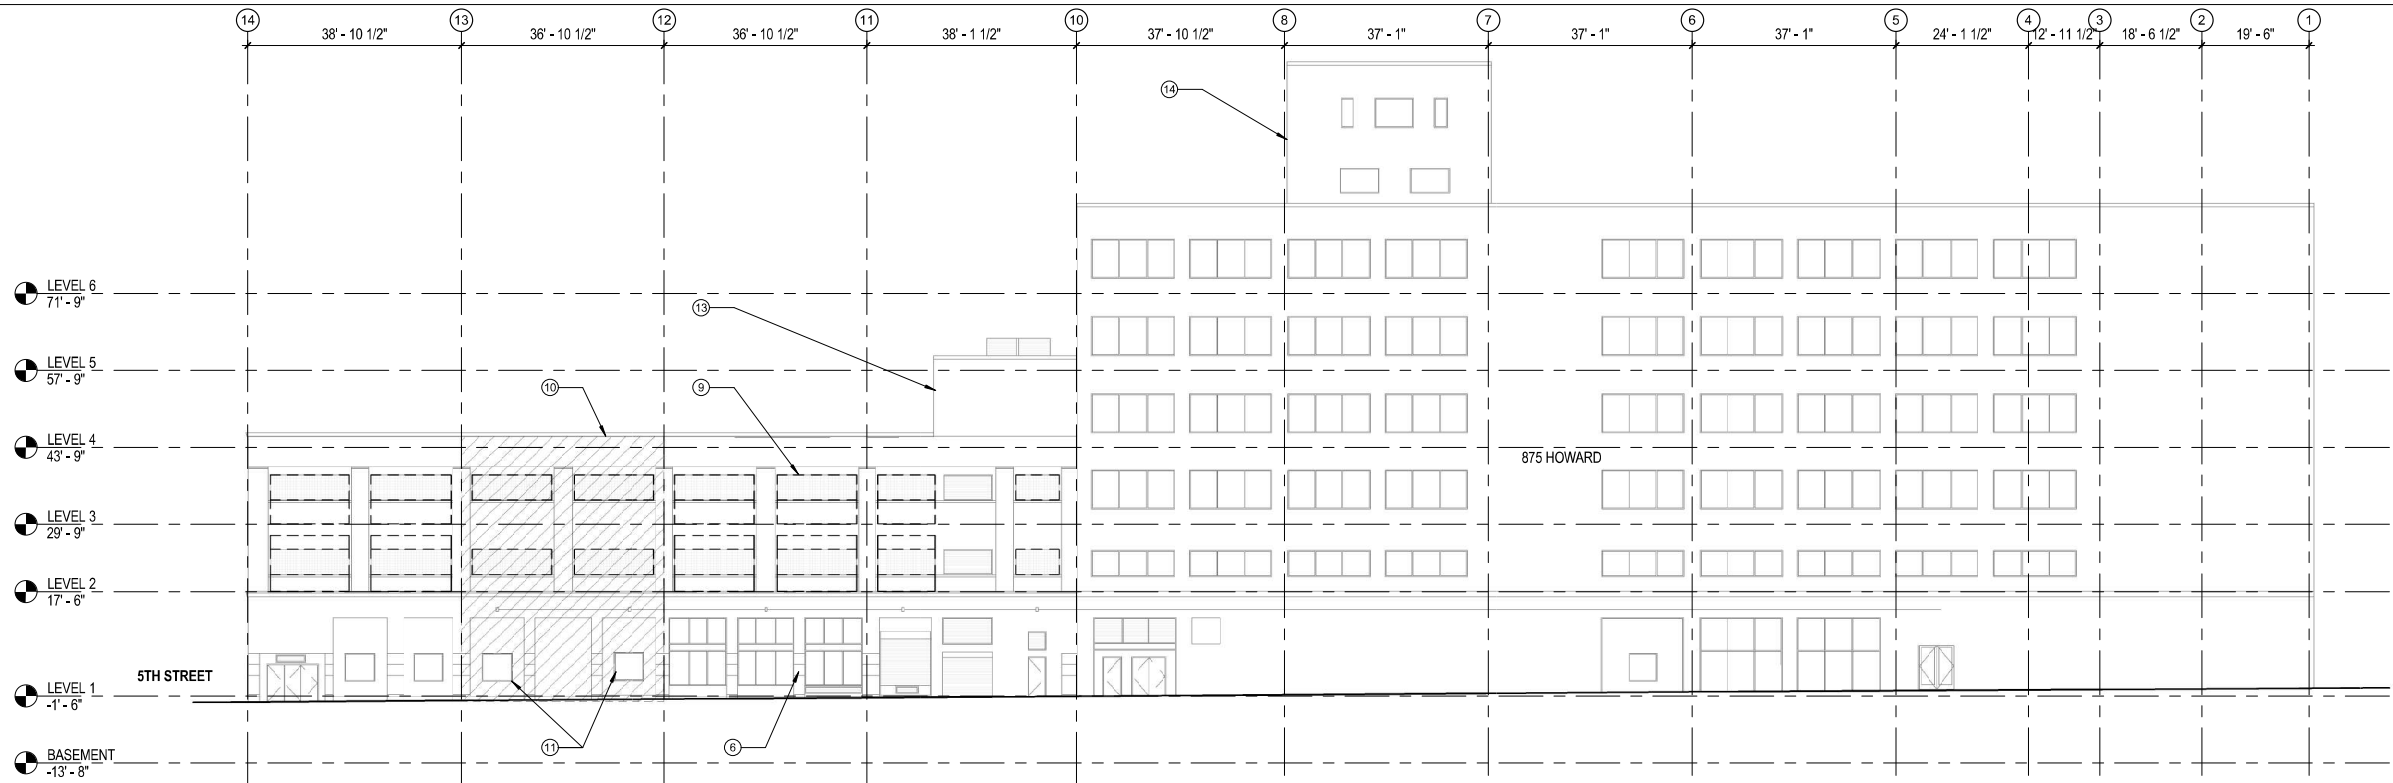 14 13 12 11 10 8 7 6 5 4 3 2 1
38' - 10 1/2" 36' - 10 1/2" 36' - 10 1/2" 38' - 1 1/2" 37' - 10 1/2" 37' - 1" 37' - 1" 37' - 1" 24' - 1 1/2" 12' - 11 1/2" 18' - 6 1/2" 19' - 6"
14
LEVEL 6
71' - 9"
13
LEVEL 5
57' - 9"
10 9
LEVEL 4
43' - 9"
875 HOWARD
LEVEL 3
29' - 9"
LEVEL 2
17' - 6"
5TH STREET
LEVEL 1
-1' - 6"
11 6
BASEMENT
-13' - 8"